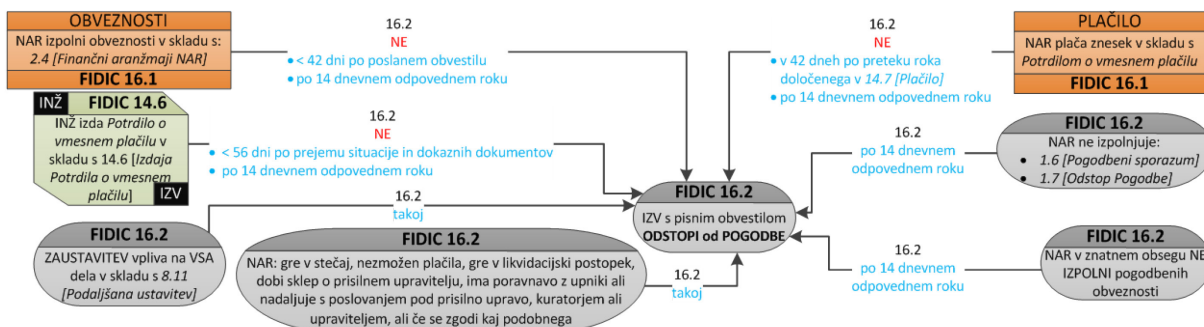 OBVEZNOSTI
NAR izpolni obveznosti v skladu s:
2.4 [Finančni aranžmaji NAR]
FIDIC 16.1
16.2
NE
• < 42 dni po poslanem obvestilu
• po 14 dnevnem odpovednem roku
16.2
NE
• v 42 dneh po preteku roka
določenega v 14.7 [Plačilo]
• po 14 dnevnem odpovednem roku
PLAČILO
NAR plača znesek v skladu s
Potrdilom o vmesnem plačilu
FIDIC 16.1
INŽ
FIDIC 14.6
INŽ izda Potrdilo o
vmesnem plačilu v
skladu s 14.6 [Izdaja
Potrdila o vmesnem
plačilu]
IZV
16.2
NE
• < 56 dni po prejemu situacije in dokaznih dokumentov
• po 14 dnevnem odpovednem roku
16.2
po 14 dnevnem
odpovednem roku
FIDIC 16.2
NAR ne izpolnjuje:
• 1.6 [Pogodbeni sporazum]
• 1.7 [Odstop Pogodbe]
FIDIC 16.2
ZAUSTAVITEV vpliva na VSA
dela v skladu s 8.11
[Podaljšana ustavitev]
16.2
takoj
FIDIC 16.2
IZV s pisnim obvestilom
ODSTOPI od POGODBE
FIDIC 16.2
NAR: gre v stečaj, nezmožen plačila, gre v likvidacijski postopek,
dobi sklep o prisilnem upravitelju, ima poravnavo z upniki ali
nadaljuje s poslovanjem pod prisilno upravo, kuratorjem ali
upraviteljem, ali če se zgodi kaj podobnega
16.2
takoj
16.2
po 14 dnevnem
odpovednem roku
FIDIC 16.2
NAR v znatnem obsegu NE
IZPOLNI pogodbenih
obveznosti